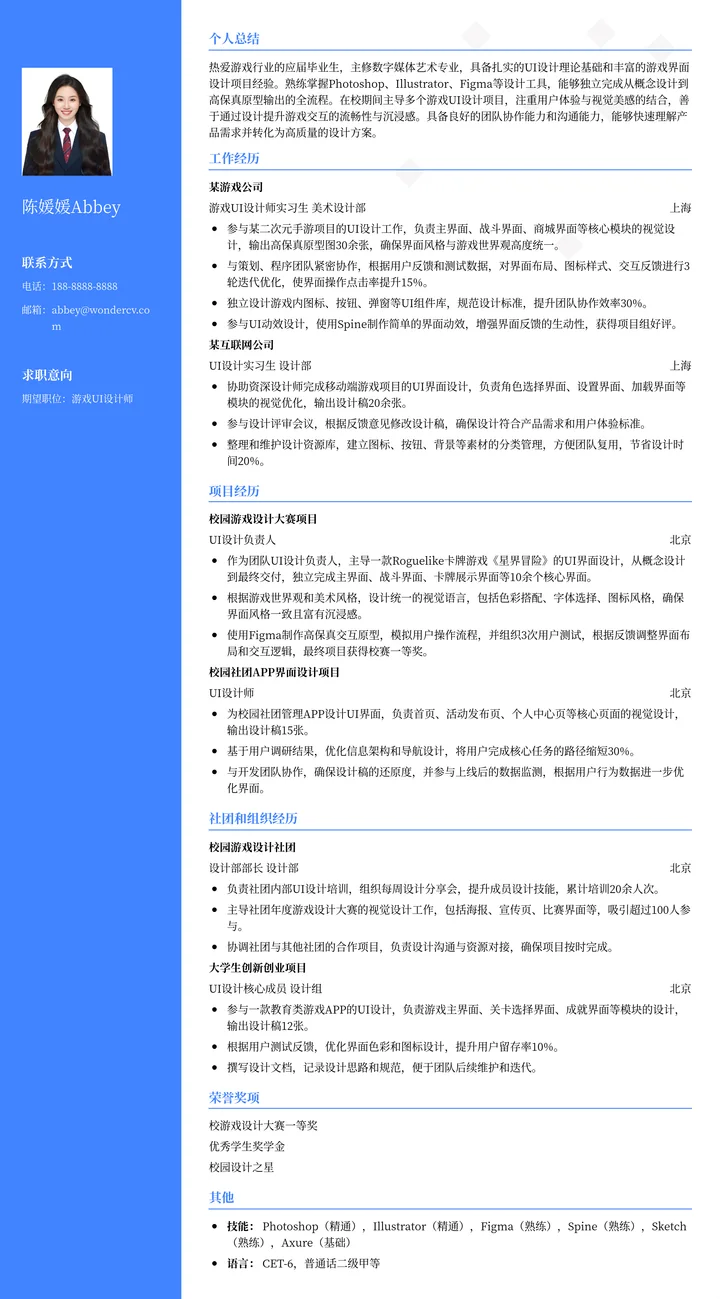 陈媛媛Abbey
联系方式
电话：188-8888-8888
邮箱：abbey@wondercv.co
m
求职意向
期望职位：游戏UI设计师
个人总结
热爱游戏行业的应届毕业生，主修数字媒体艺术专业，具备扎实的UI设计理论基础和丰富的游戏界面
设计项目经验。熟练掌握Photoshop、Illustrator、Figma等设计工具，能够独立完成从概念设计到
高保真原型输出的全流程。在校期间主导多个游戏UI设计项目，注重用户体验与视觉美感的结合，善
于通过设计提升游戏交互的流畅性与沉浸感。具备良好的团队协作能力和沟通能力，能够快速理解产
品需求并转化为高质量的设计方案。
工作经历
某游戏公司
游戏UI设计师实习生 美术设计部 上海
• 参与某二次元手游项目的UI设计工作，负责主界面、战斗界面、商城界面等核心模块的视觉设
计，输出高保真原型图30余张，确保界面风格与游戏世界观高度统一。
• 与策划、程序团队紧密协作，根据用户反馈和测试数据，对界面布局、图标样式、交互反馈进行3
轮迭代优化，使界面操作点击率提升15%。
• 独立设计游戏内图标、按钮、弹窗等UI组件库，规范设计标准，提升团队协作效率30%。
• 参与UI动效设计，使用Spine制作简单的界面动效，增强界面反馈的生动性，获得项目组好评。
某互联网公司
UI设计实习生 设计部 上海
• 协助资深设计师完成移动端游戏项目的UI界面设计，负责角色选择界面、设置界面、加载界面等
模块的视觉优化，输出设计稿20余张。
• 参与设计评审会议，根据反馈意见修改设计稿，确保设计符合产品需求和用户体验标准。
• 整理和维护设计资源库，建立图标、按钮、背景等素材的分类管理，方便团队复用，节省设计时
间20%。
项目经历
校园游戏设计大赛项目
UI设计负责人 北京
• 作为团队UI设计负责人，主导一款Roguelike卡牌游戏《星界冒险》的UI界面设计，从概念设计
到最终交付，独立完成主界面、战斗界面、卡牌展示界面等10余个核心界面。
• 根据游戏世界观和美术风格，设计统一的视觉语言，包括色彩搭配、字体选择、图标风格，确保
界面风格一致且富有沉浸感。
• 使用Figma制作高保真交互原型，模拟用户操作流程，并组织3次用户测试，根据反馈调整界面布
局和交互逻辑，最终项目获得校赛一等奖。
校园社团APP界面设计项目
UI设计师 北京
• 为校园社团管理APP设计UI界面，负责首页、活动发布页、个人中心页等核心页面的视觉设计，
输出设计稿15张。
• 基于用户调研结果，优化信息架构和导航设计，将用户完成核心任务的路径缩短30%。
• 与开发团队协作，确保设计稿的还原度，并参与上线后的数据监测，根据用户行为数据进一步优
化界面。
社团和组织经历
校园游戏设计社团
设计部部长 设计部 北京
• 负责社团内部UI设计培训，组织每周设计分享会，提升成员设计技能，累计培训20余人次。
• 主导社团年度游戏设计大赛的视觉设计工作，包括海报、宣传页、比赛界面等，吸引超过100人参
与。
• 协调社团与其他社团的合作项目，负责设计沟通与资源对接，确保项目按时完成。
大学生创新创业项目
UI设计核心成员 设计组 北京
• 参与一款教育类游戏APP的UI设计，负责游戏主界面、关卡选择界面、成就界面等模块的设计，
输出设计稿12张。
• 根据用户测试反馈，优化界面色彩和图标设计，提升用户留存率10%。
• 撰写设计文档，记录设计思路和规范，便于团队后续维护和迭代。
荣誉奖项
校游戏设计大赛一等奖
优秀学生奖学金
校园设计之星
其他
• 技能： Photoshop（精通），Illustrator（精通），Figma（熟练），Spine（熟练），Sketch
（熟练），Axure（基础）
• 语言： CET-6，普通话二级甲等